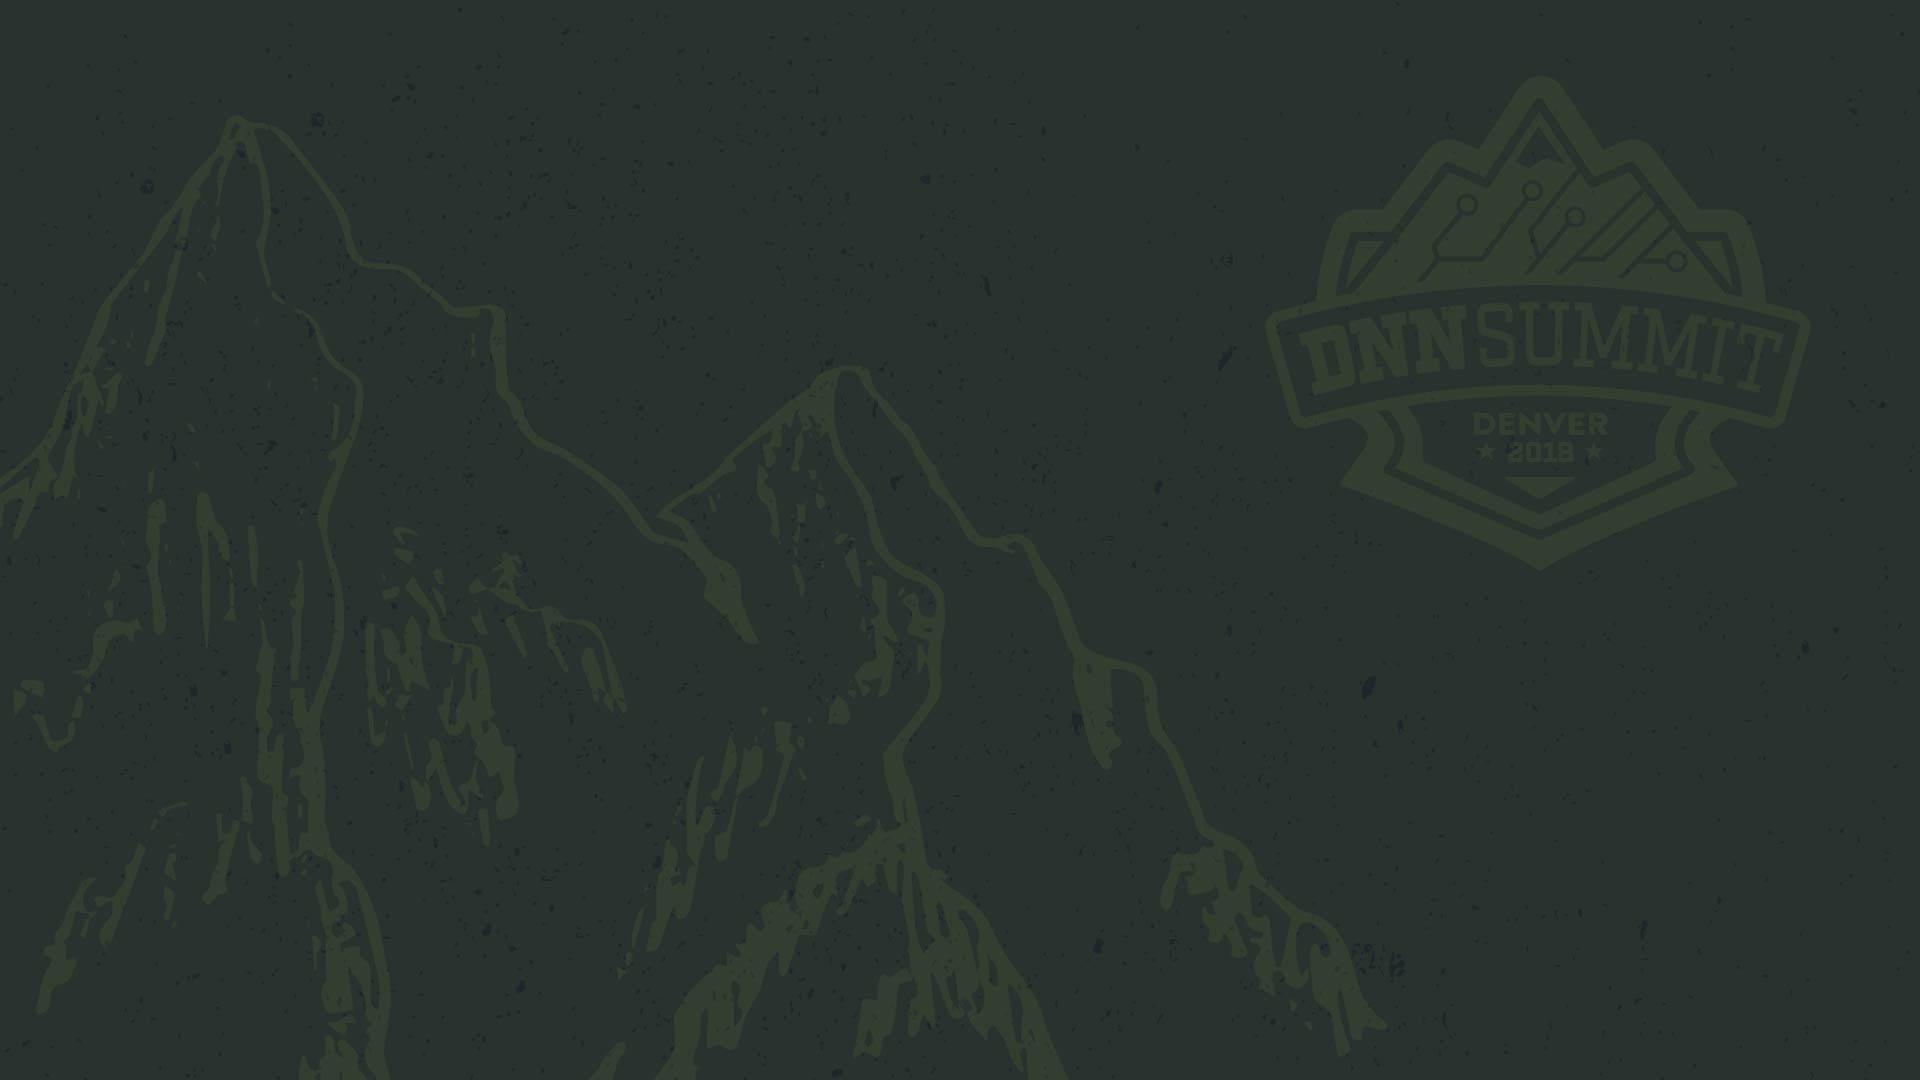 DNNSUMMIT
DENVER
★ 2018 ★